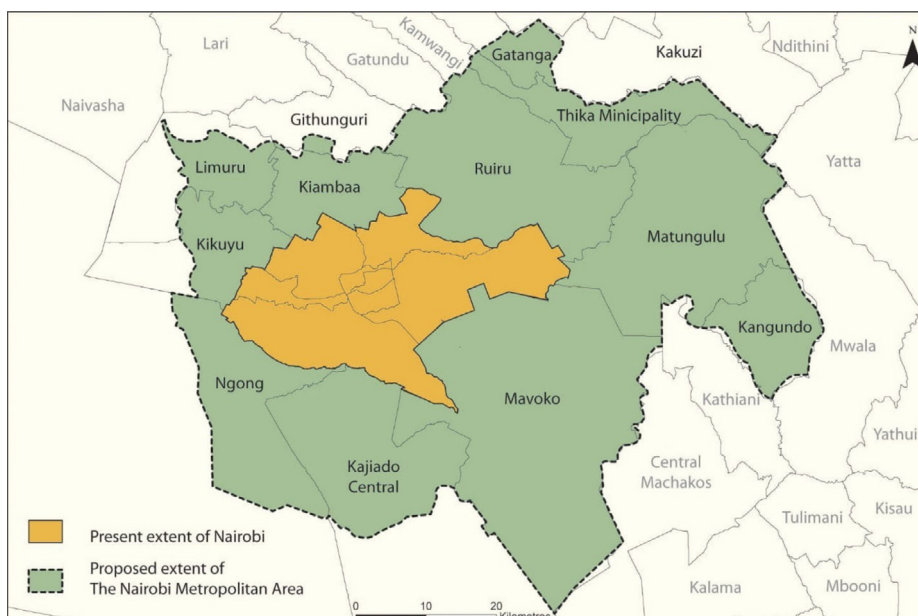 Lari
Kamwangi
Gatundu
Gatanga
Kakuzi
Ndithini
N
Naivasha
Githunguri
Thika Minicipality
Limuru
Kiambaa
Ruiru
Yatta
Kikuyu
Matungulu
Kangundo
Mwala
Ngong
Mavoko
Kathiani
Yathui
Kajiado
Central
Central
Machakos
Tulimani
Kisau
Present extent of Nairobi
Proposed extent of
The Nairobi Metropolitan Area
Kalama
Mbooni
0 10 20
Kilometres